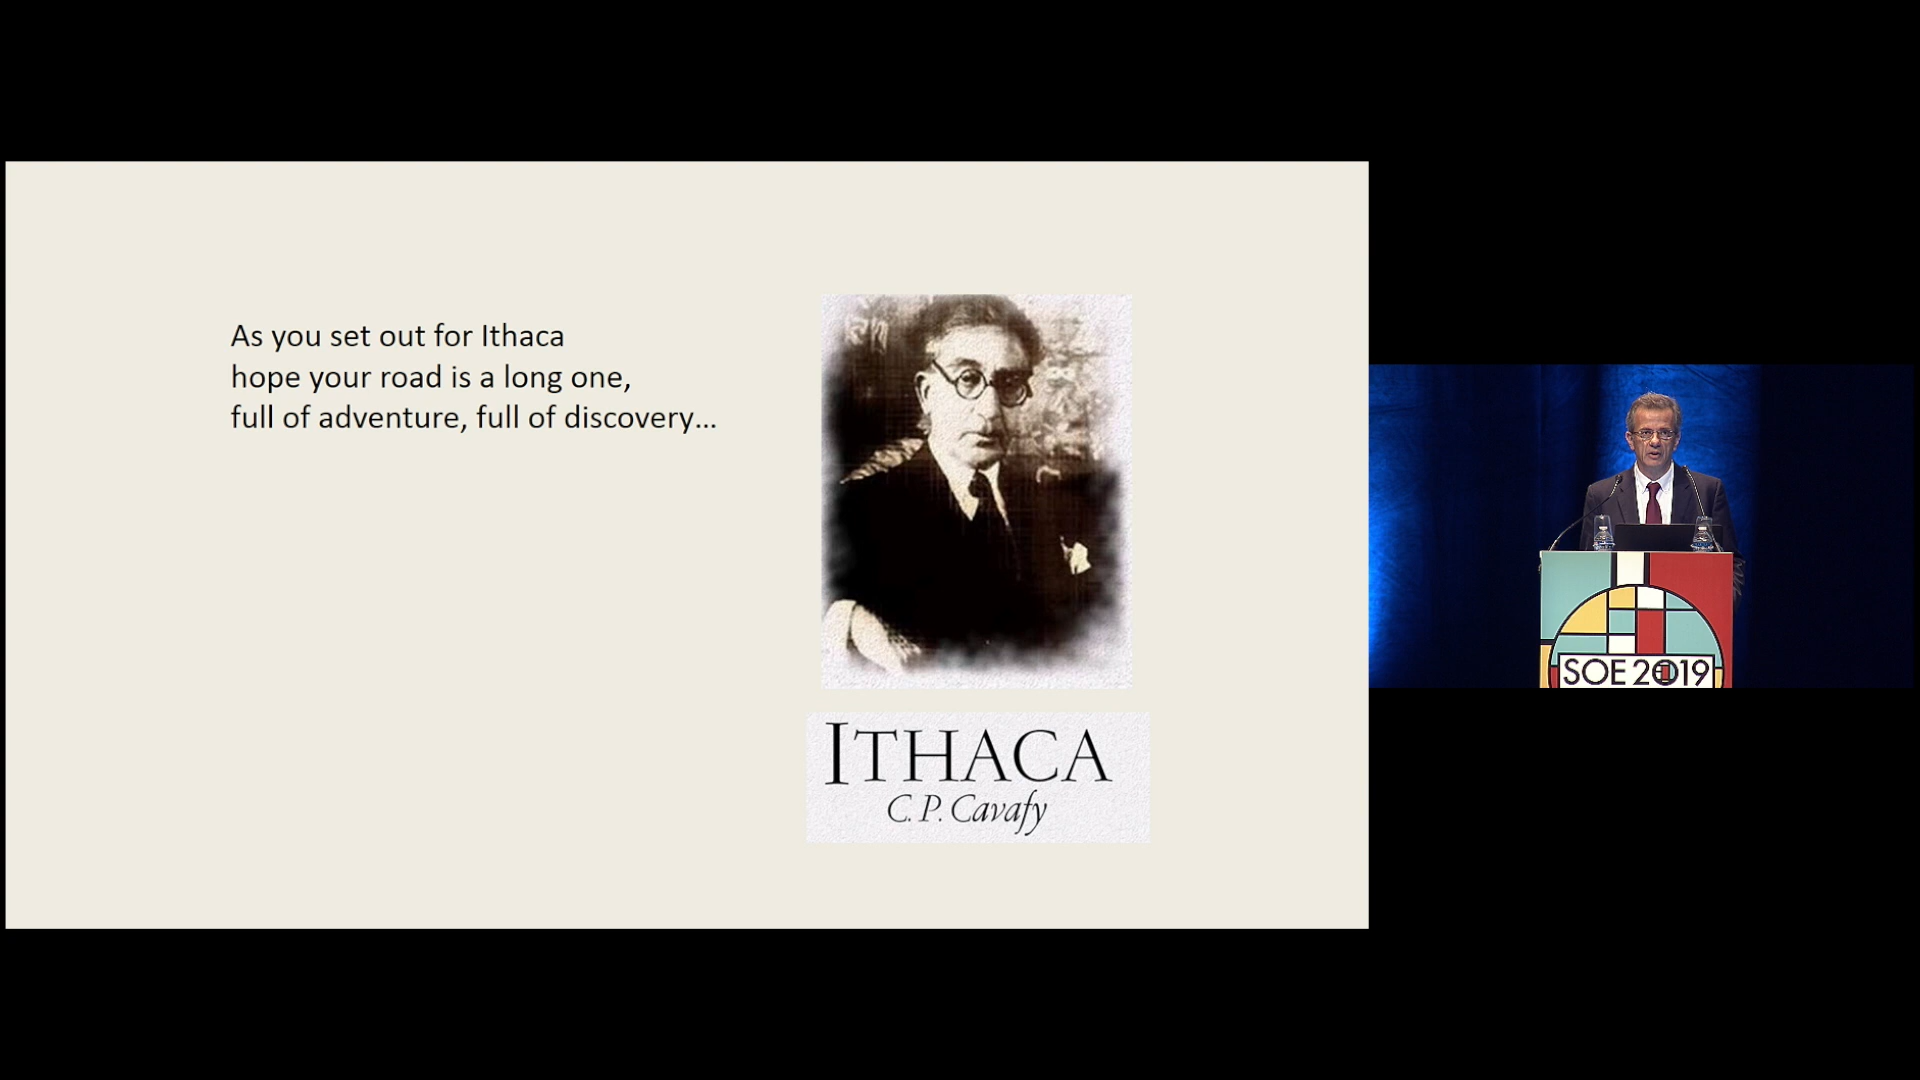 As you set out for Ithaca
hope your road is a long one,
full of adventure, full of discovery...
ITHACA
C. P. Cavafy
SOE 2019